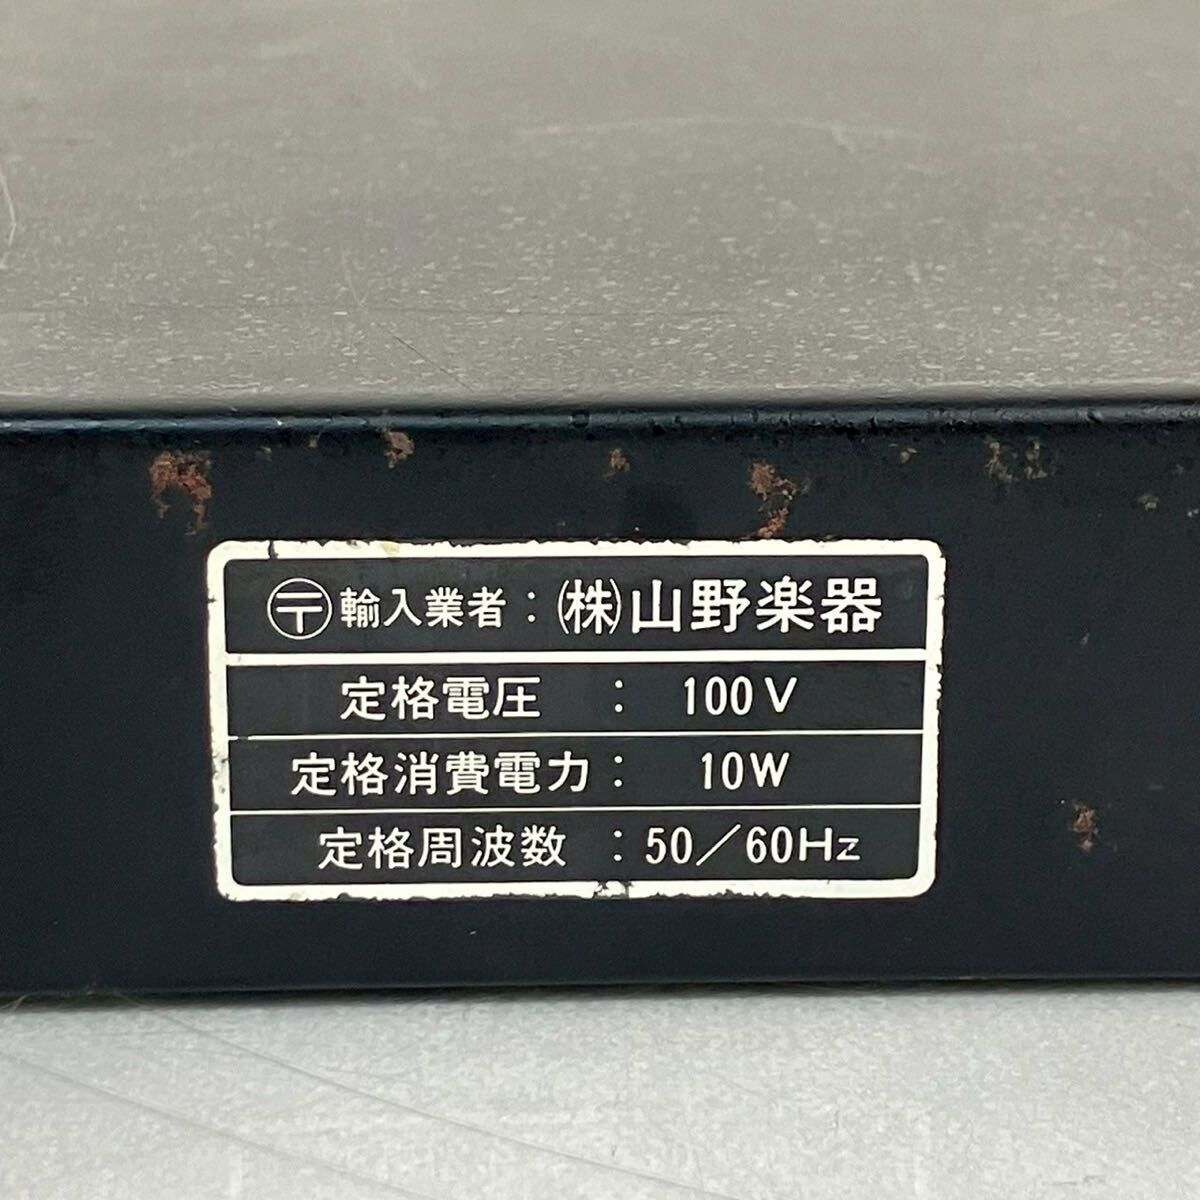 〶輸入業者:㈱山野楽器
定格電圧 : 100V
定格消費電力: 10W
定格周波数 :50/60Hz